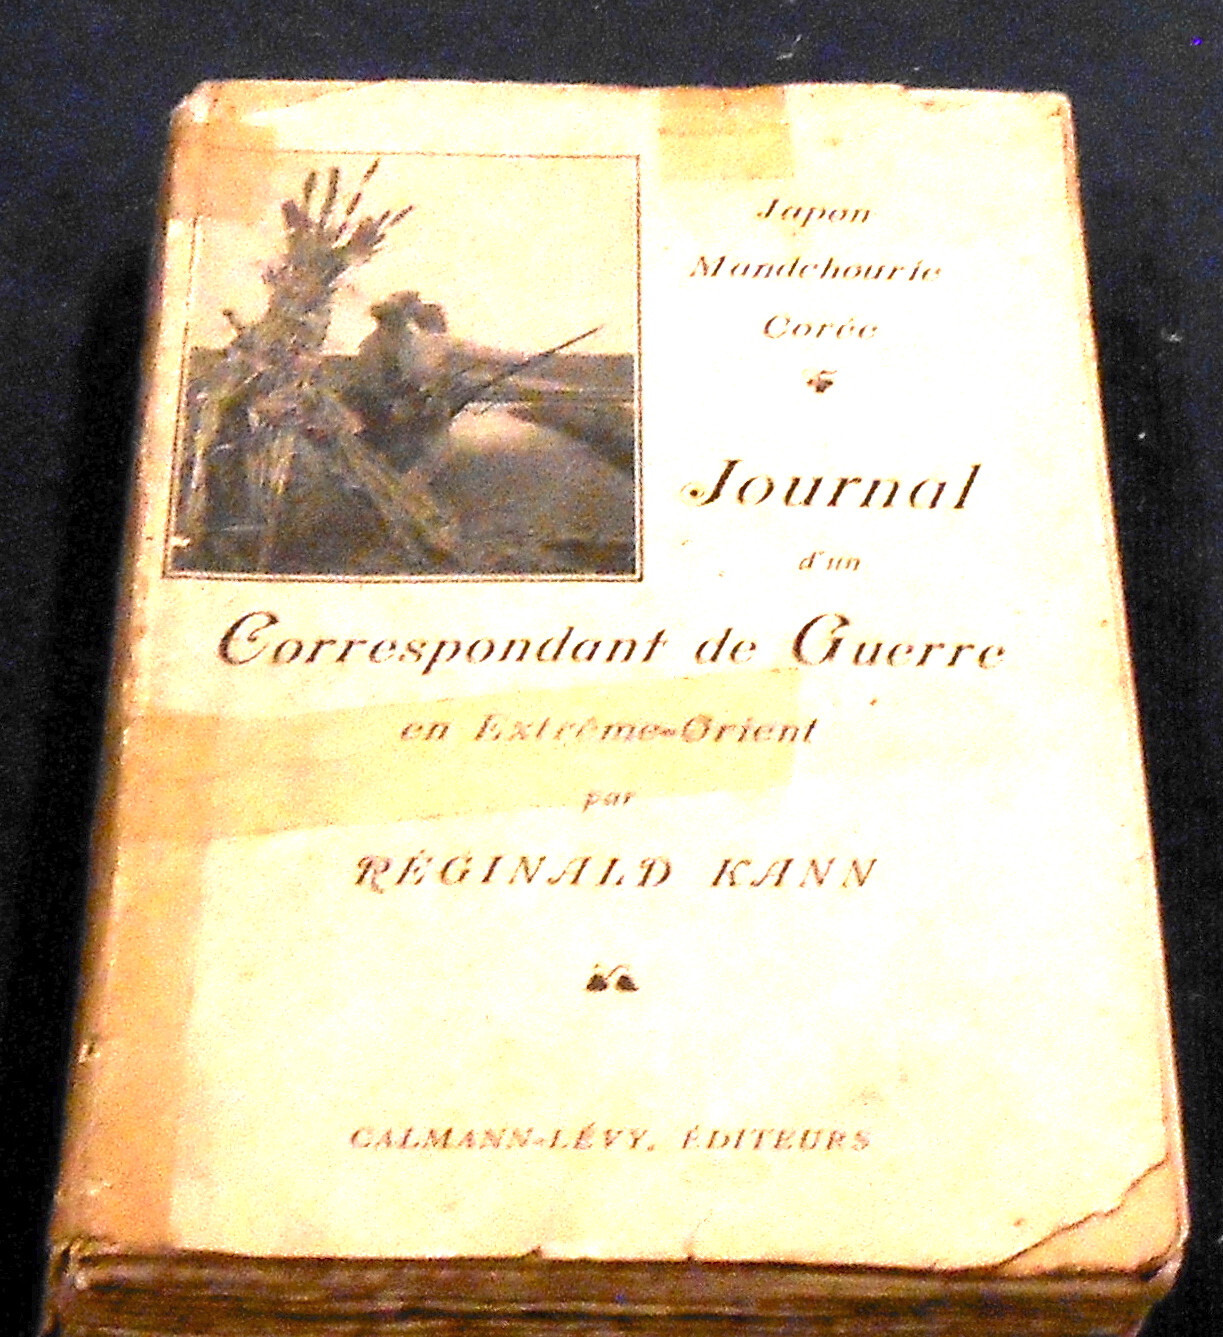 Japon
Mandchourie
Corée
Journal
d'un
Correspondant de Guerre
en Extrême-Orient
par
RÉGINALD KANN
CALMANN-LÉVY, ÉDITEURS